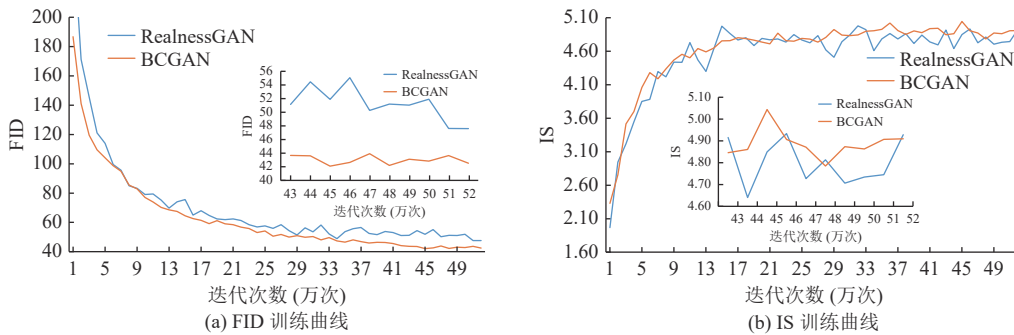 200
180
160
140
120
100
80
60
40
FID
RealnessGAN
BCGAN
56
54
52
50
48
46
44
42
40
FID
RealnessGAN
BCGAN
43 44 45 46 47 48 49 50 51 52
迭代次数 (万次)
1 5 9 13 17 21 25 29 33 37 41 45 49
迭代次数 (万次)
(a) FID 训练曲线
5.10
4.60
4.10
3.60
3.10
2.60
2.10
1.60
IS
RealnessGAN
BCGAN
5.10
5.00
4.90
4.80
4.70
4.60
IS
RealnessGAN
BCGAN
43 44 45 46 47 48 49 50 51 52
迭代次数 (万次)
1 5 9 13 17 21 25 29 33 37 41 45 49
迭代次数 (万次)
(b) IS 训练曲线